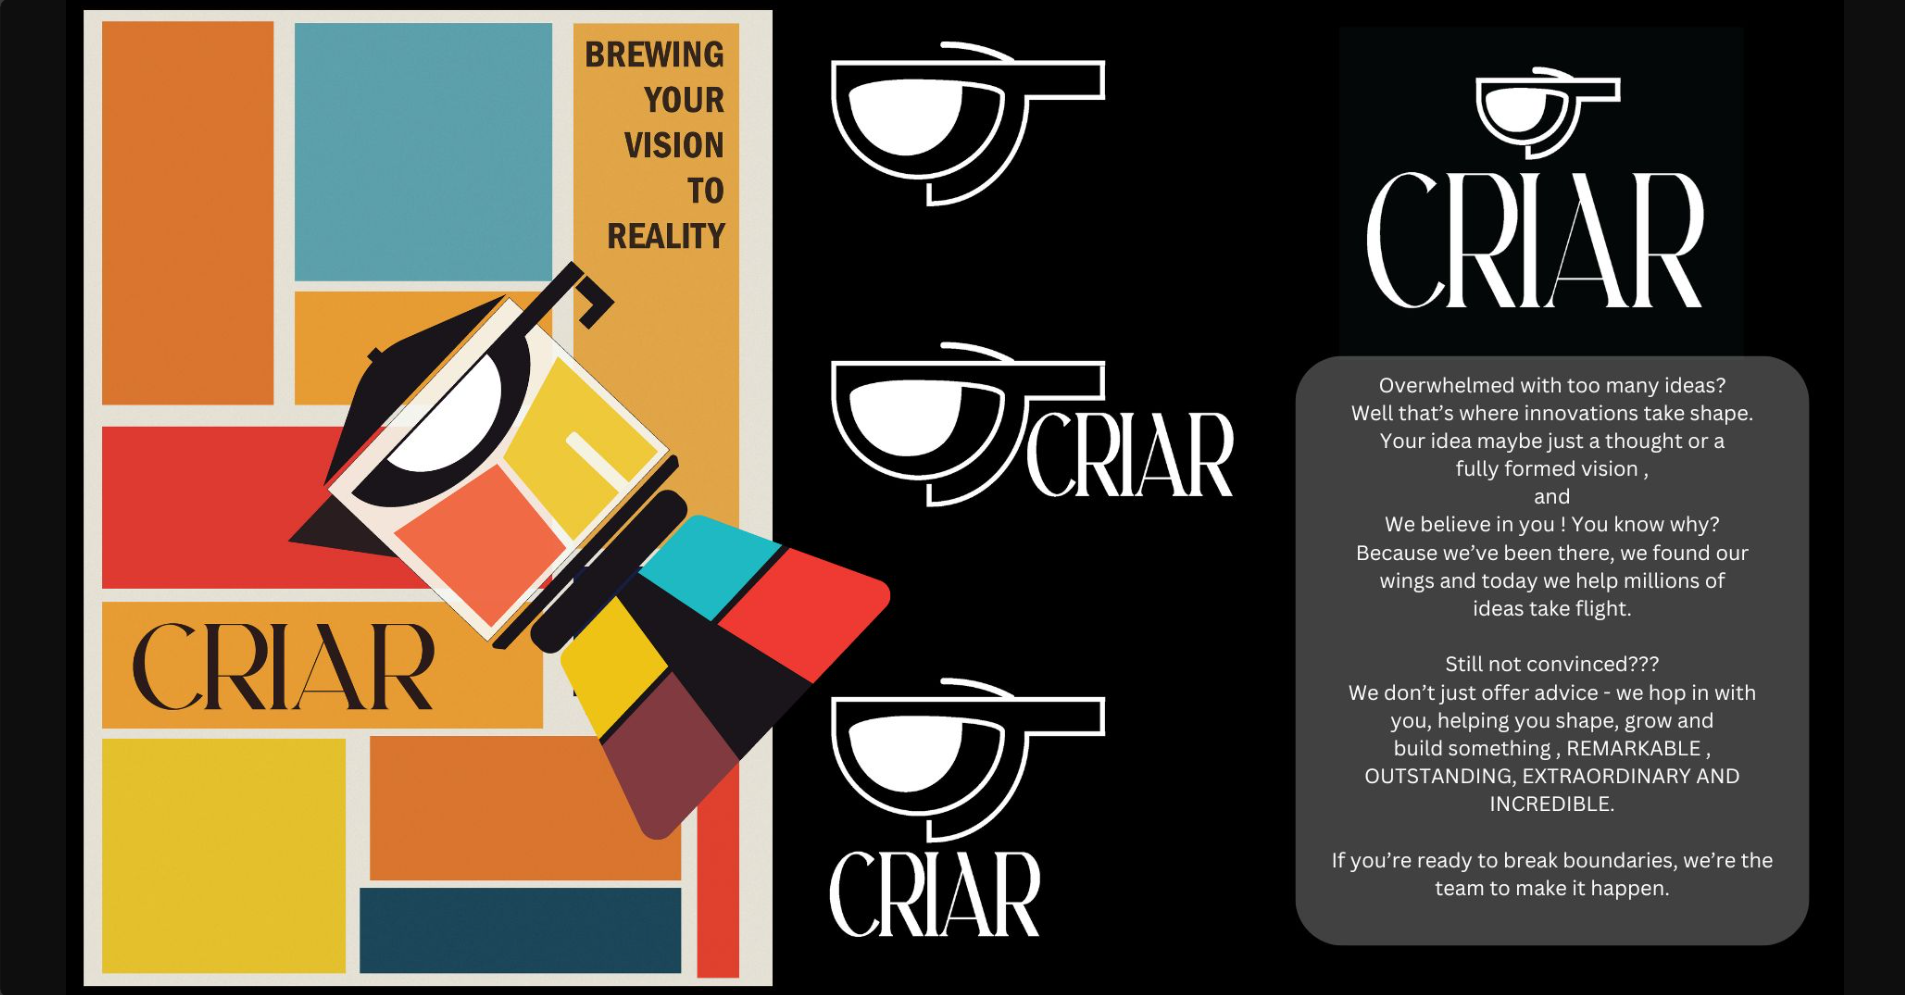 BREWING
YOUR
VISION
TO
REALITY
CRIAR
CRIAR
CRIAR
CRIAR
Overwhelmed with too many ideas?
Well that’s where innovations take shape.
Your idea maybe just a thought or a
fully formed vision ,
and
We believe in you ! You know why?
Because we’ve been there, we found our
wings and today we help millions of
ideas take flight.
Still not convinced???
We don’t just offer advice - we hop in with
you, helping you shape, grow and
build something , REMARKABLE ,
OUTSTANDING, EXTRAORDINARY AND
INCREDIBLE.
If you’re ready to break boundaries, we’re the
team to make it happen.